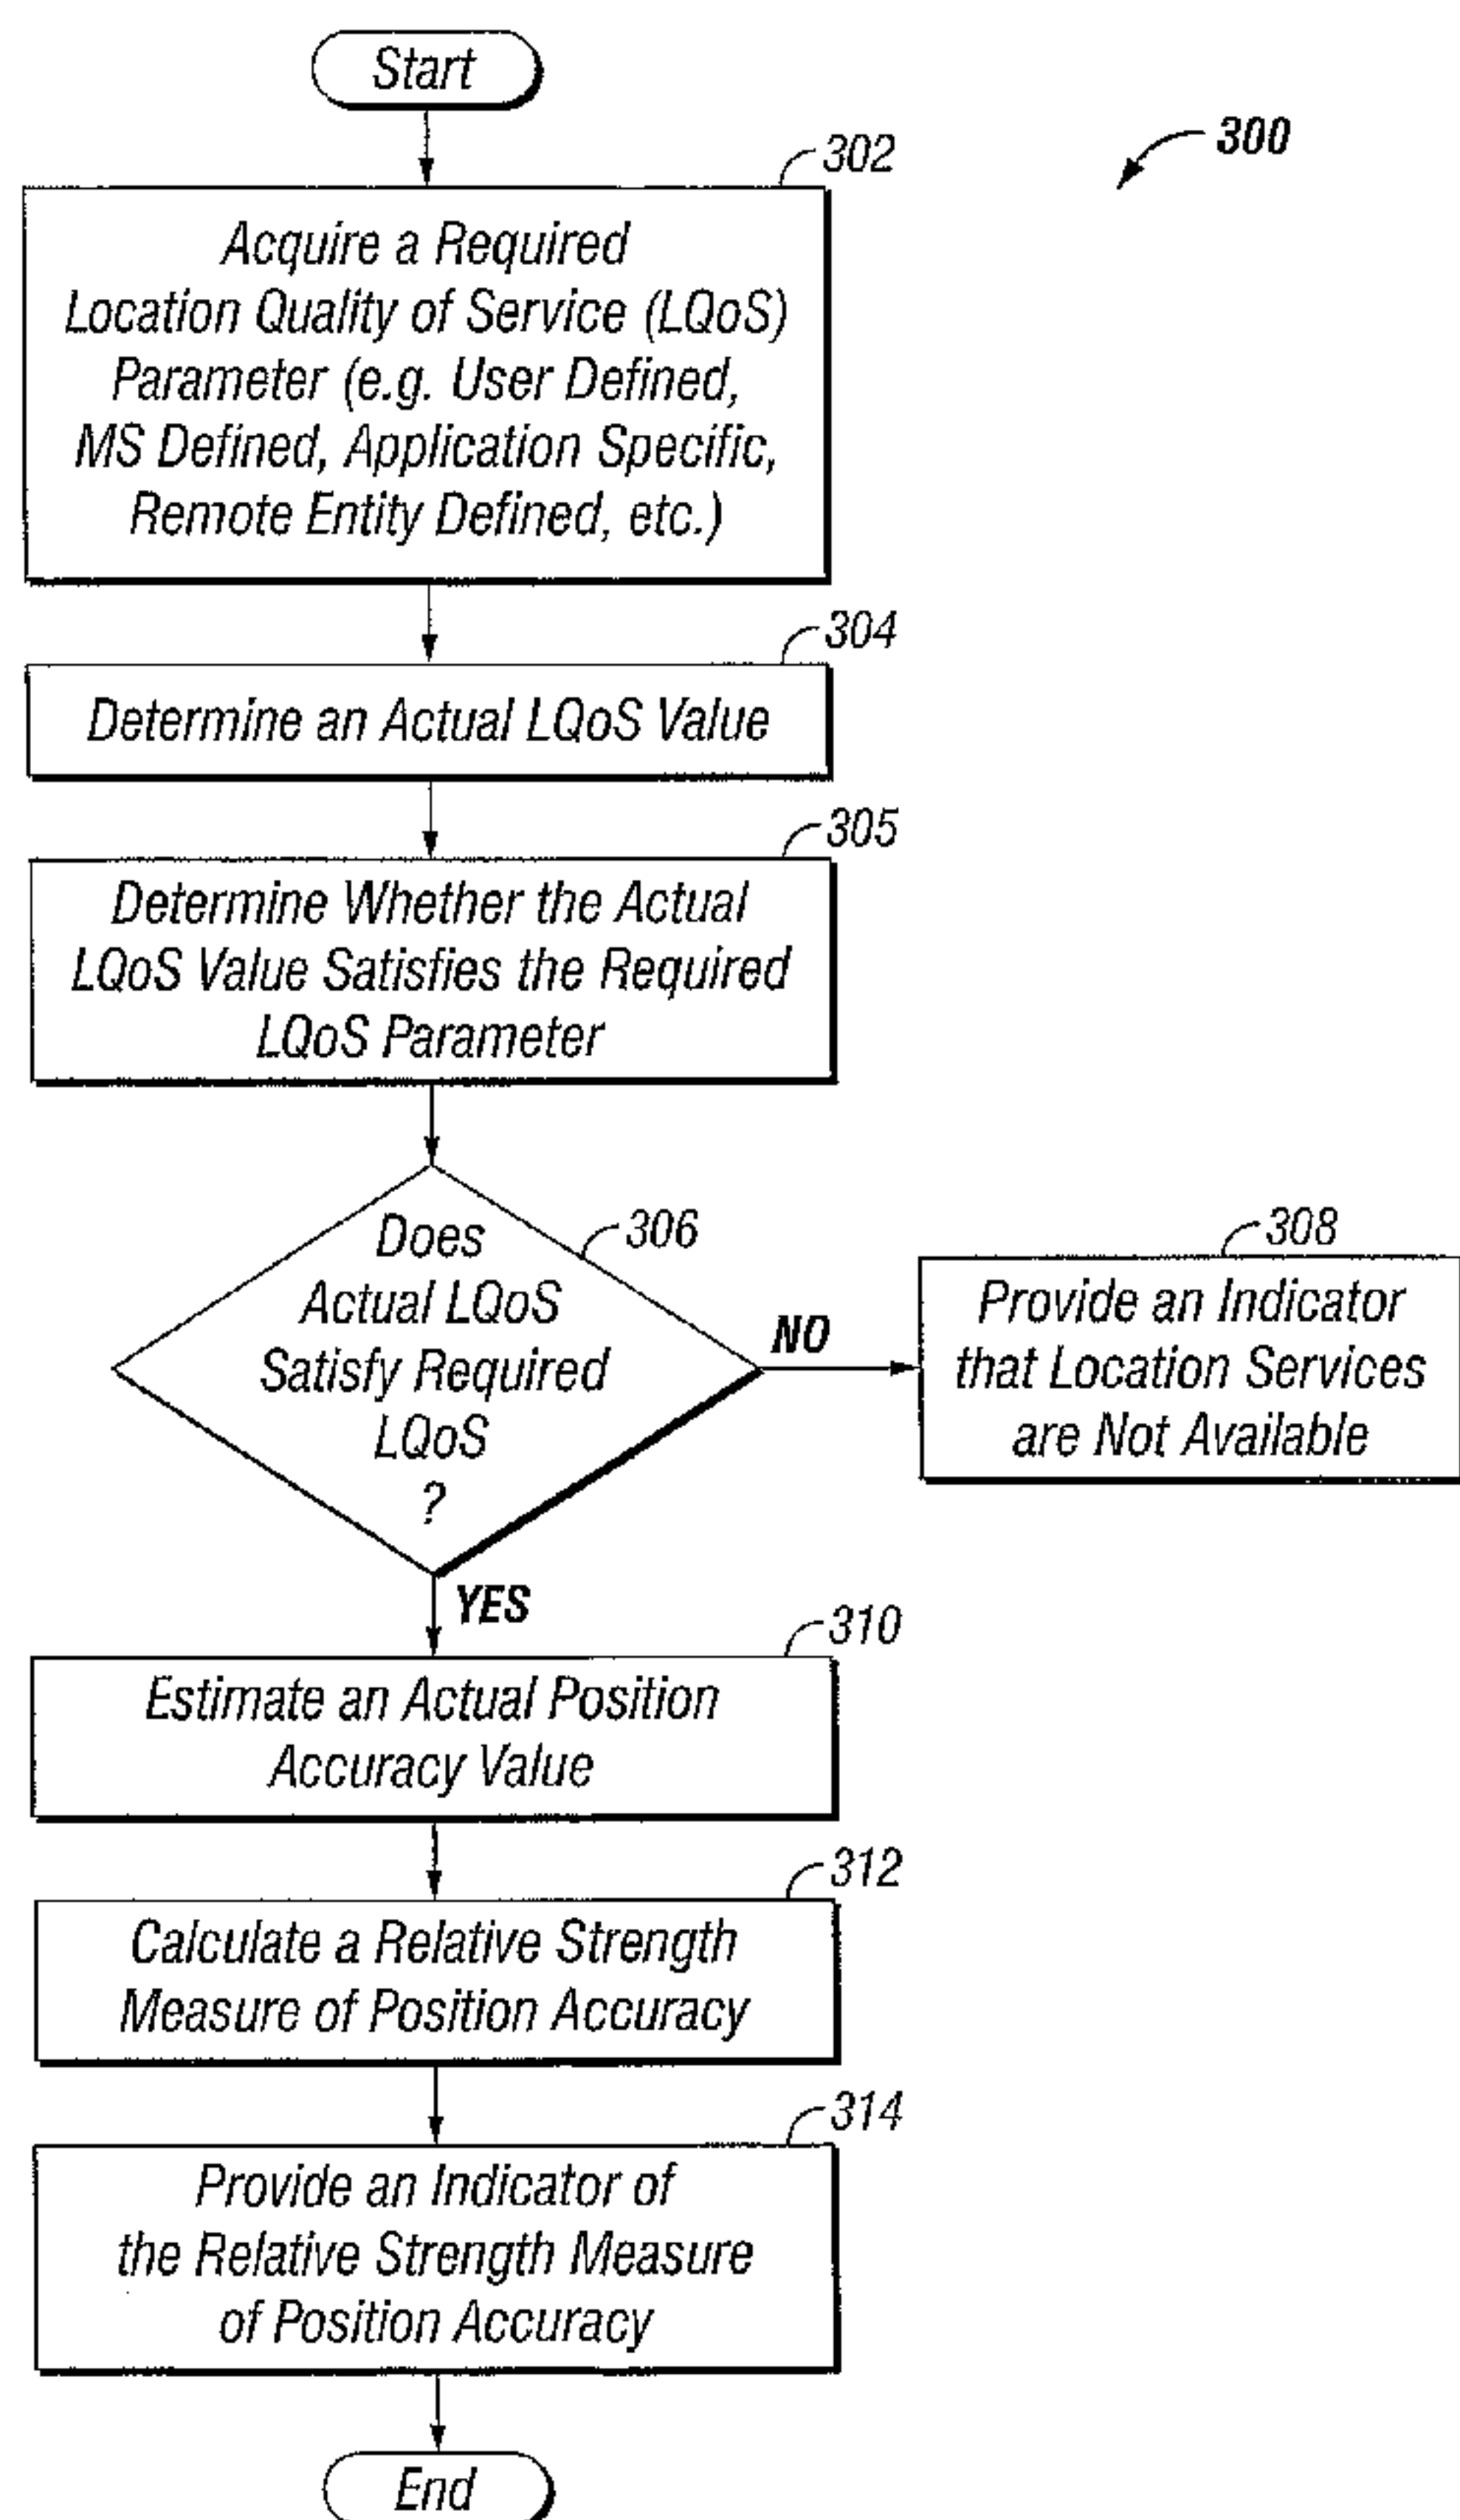 Start
300
302
Acquire a Required
Location Quality of Service (LQoS)
Parameter (e.g. User Defined,
MS Defined, Application Specific,
Remote Entity Defined, etc.)
304
Determine an Actual LQoS Value
305
Determine Whether the Actual
LQoS Value Satisfies the Required
LQoS Parameter
306
Does
Actual LQoS
Satisfy Required
LQoS
?
NO
308
Provide an Indicator
that Location Services
are Not Available
YES
310
Estimate an Actual Position
Accuracy Value
312
Calculate a Relative Strength
Measure of Position Accuracy
314
Provide an Indicator of
the Relative Strength Measure
of Position Accuracy
End